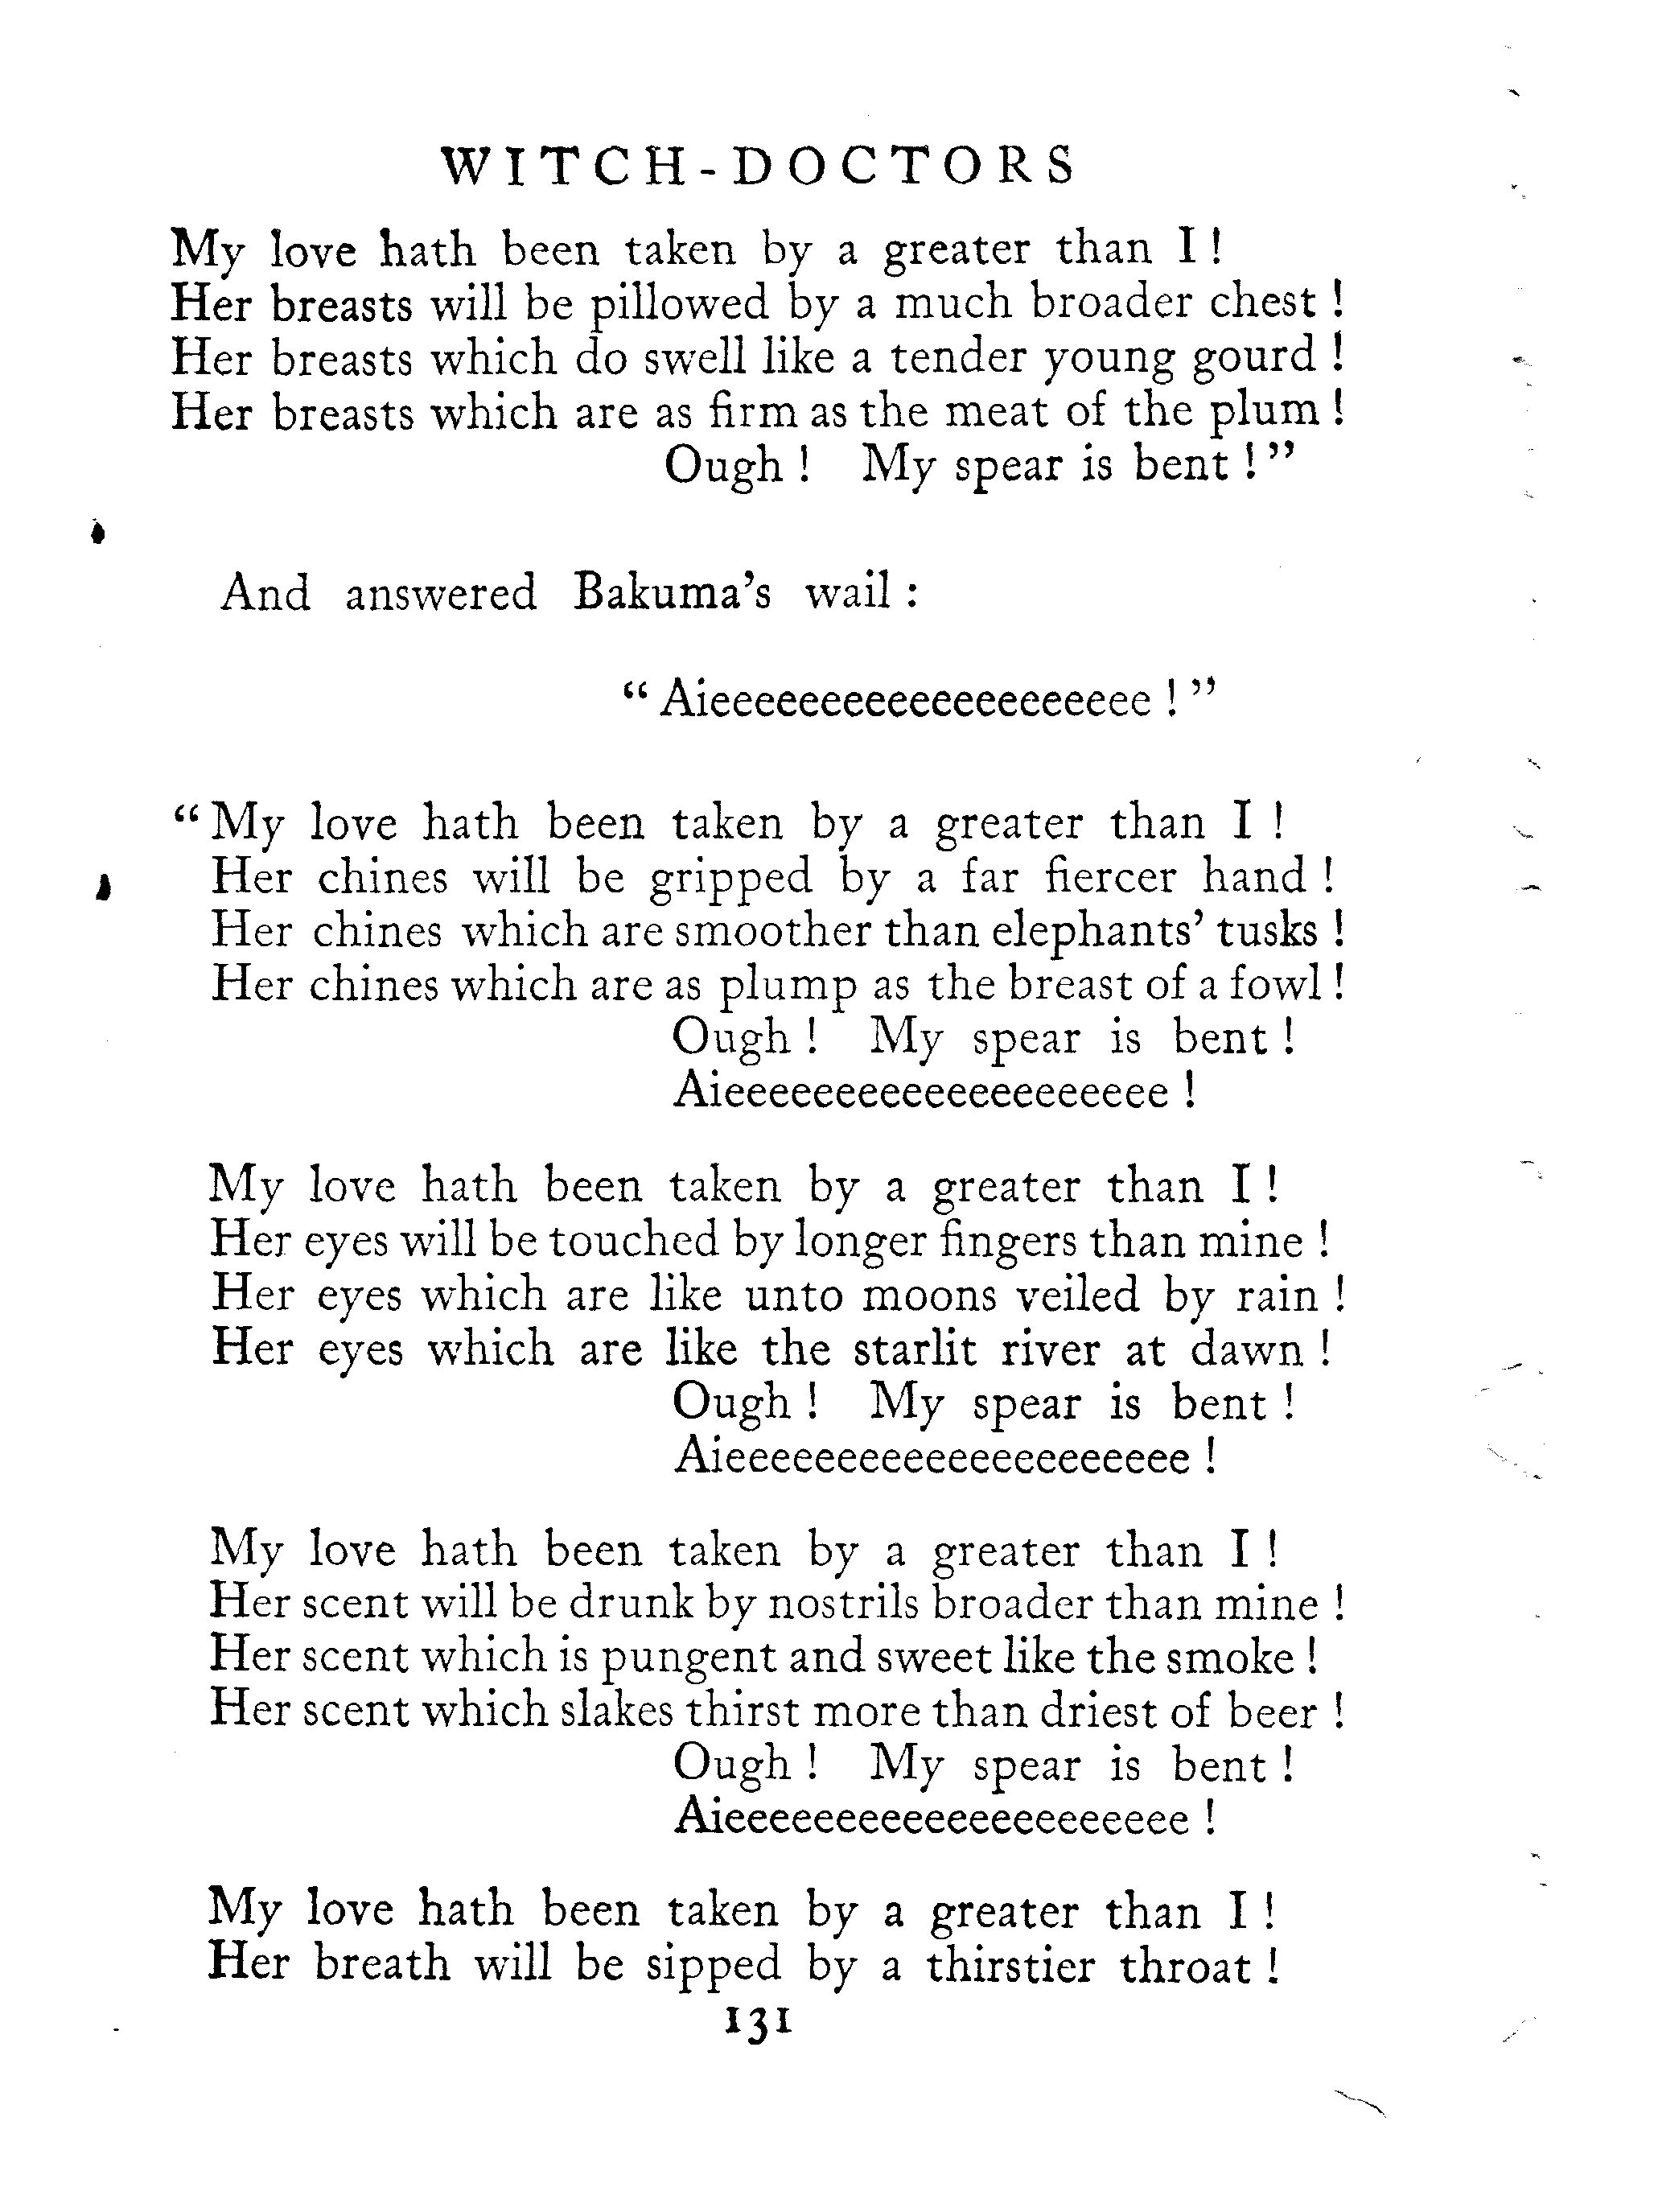 WITCH-DOCTORS
My love hath been taken by a greater than I !
Her breasts will be pillowed by a much broader chest !
Her breasts which do swell like a tender young gourd !
Her breasts which are as firm as the meat of the plum !
Ough ! My spear is bent ! ”
And answered Bakuma’s wail :
“ Aieeeeeeeeeeeeeeeeeeeee ! ”
“ My love hath been taken by a greater than I !
Her chines will be gripped by a far fiercer hand !
Her chines which are smoother than elephants’ tusks !
Her chines which are as plump as the breast of a fowl !
Ough ! My spear is bent !
Aieeeeeeeeeeeeeeeeeeeee !
My love hath been taken by a greater than I !
Her eyes will be touched by longer fingers than mine !
Her eyes which are like unto moons veiled by rain !
Her eyes which are like the starlit river at dawn !
Ough ! My spear is bent !
Aieeeeeeeeeeeeeeeeeeeeee !
My love hath been taken by a greater than I !
Her scent will be drunk by nostrils broader than mine !
Her scent which is pungent and sweet like the smoke !
Her scent which slakes thirst more than driest of beer !
Ough ! My spear is bent !
Aieeeeeeeeeeeeeeeeeeeeee !
My love hath been taken by a greater than I !
Her breath will be sipped by a thirstier throat !
131